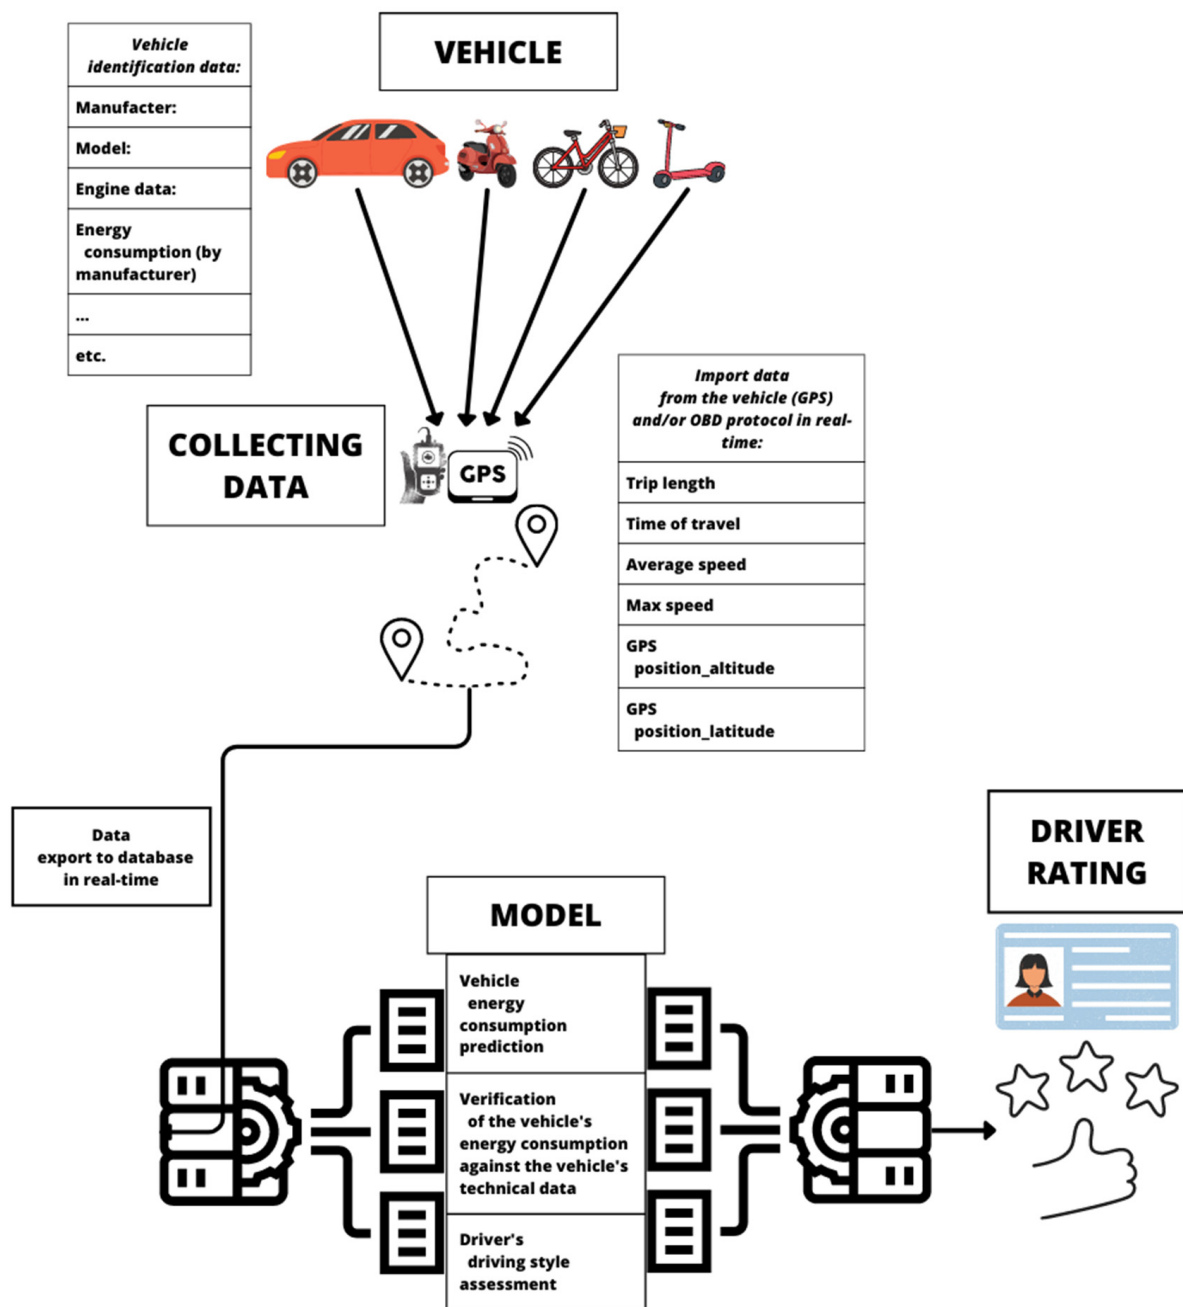 VEHICLE
Vehicle
identification data:
Manufacter:
Model:
Engine data:
Energy
consumption (by
manufacturer)
...
etc.
COLLECTING
DATA
GPS
Import data
from the vehicle (GPS)
and/or OBD protocol in real-
time:
Trip length
Time of travel
Average speed
Max speed
GPS
position_altitude
GPS
position_latitude
Data
export to database
in real-time
MODEL
Vehicle
energy
consumption
prediction
Verification
of the vehicle's
energy consumption
against the vehicle's
technical data
Driver's
driving style
assessment
DRIVER
RATING